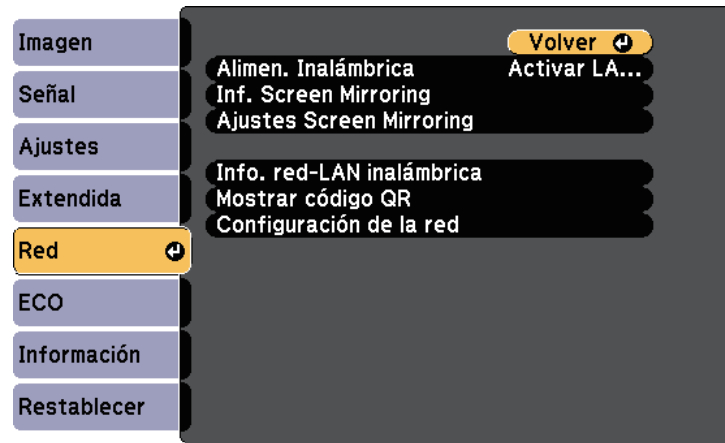 Imagen
Señal
Ajustes
Extendida
Red
ECO
Información
Restablecer
Volver
Alimen. Inalámbrica Activar LA...
Inf. Screen Mirroring
Ajustes Screen Mirroring
Info. red-LAN inalámbrica
Mostrar código QR
Configuración de la red